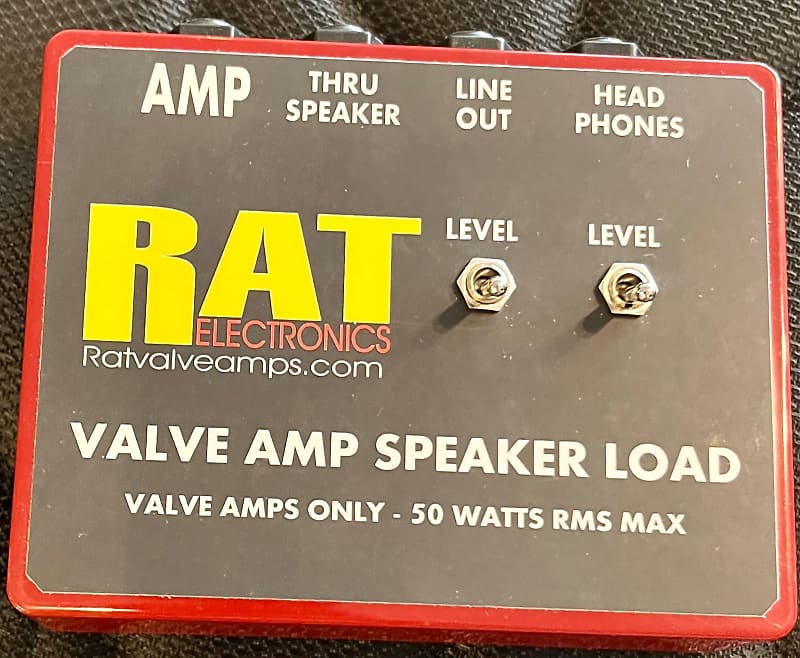 AMP
THRU
SPEAKER
LINE
OUT
HEAD
PHONES
LEVEL
LEVEL
RAT
ELECTRONICS
Ratvalveamps.com
VALVE AMP SPEAKER LOAD
VALVE AMPS ONLY - 50 WATTS RMS MAX